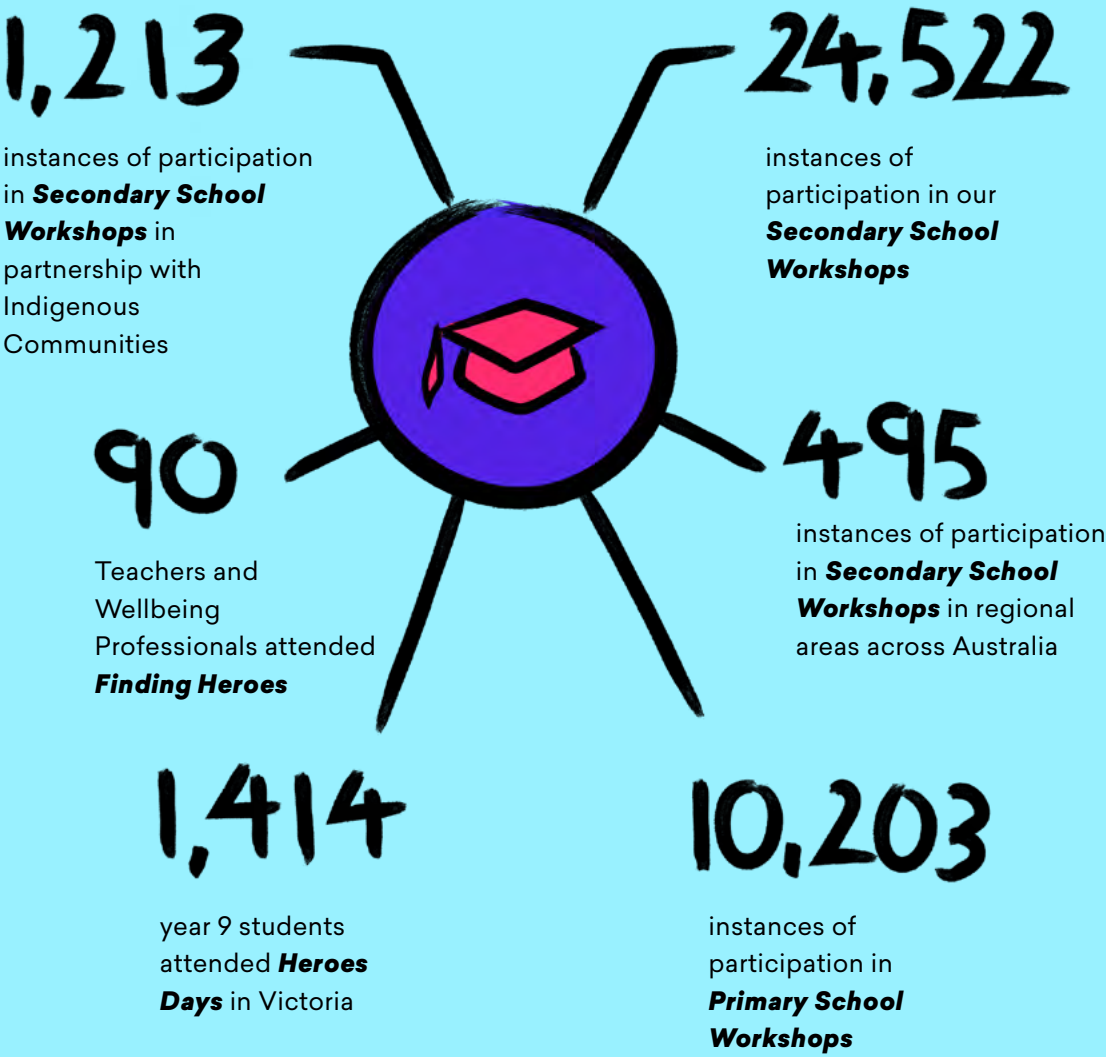 1,213
instances of participation
in Secondary School
Workshops in
partnership with
Indigenous
Communities
24,522
instances of
participation in our
Secondary School
Workshops
90
Teachers and
Wellbeing
Professionals attended
Finding Heroes
495
instances of participation
in Secondary School
Workshops in regional
areas across Australia
1,414
year 9 students
attended Heroes
Days in Victoria
10,203
instances of
participation in
Primary School
Workshops